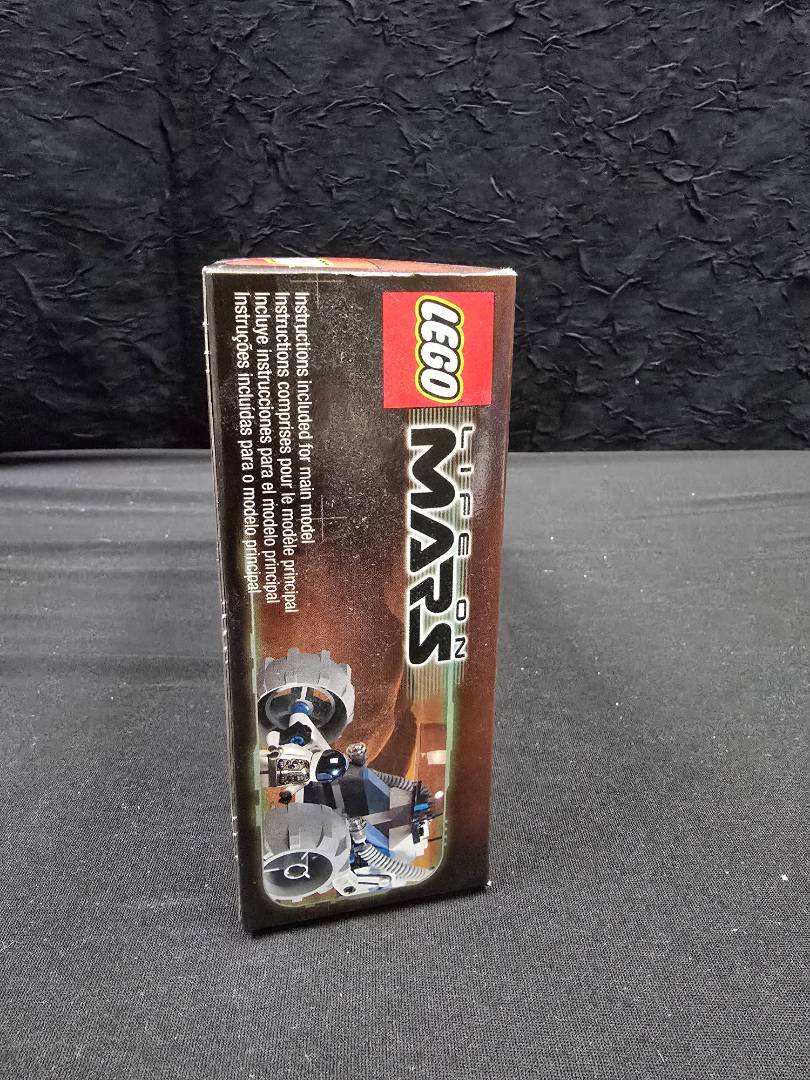 LEGO
LIFE ON
MARS
Instructions included for main model
Instructions comprises pour le modèle principal
Incluye instrucciones para el modelo principal
Instruções incluídas para o modelo principal